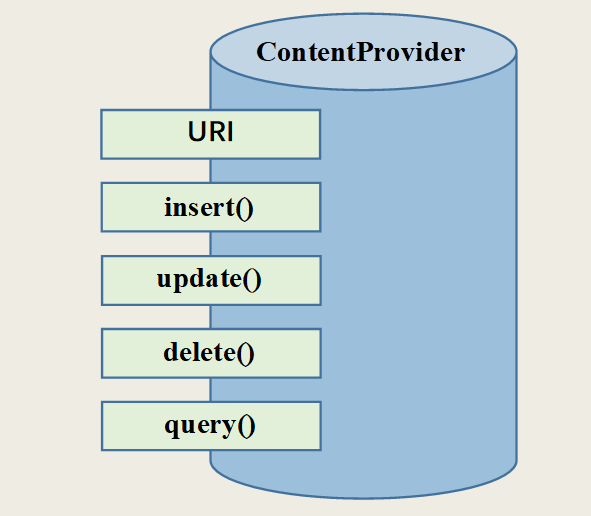 ContentProvider
URI
insert()
update()
delete()
query()